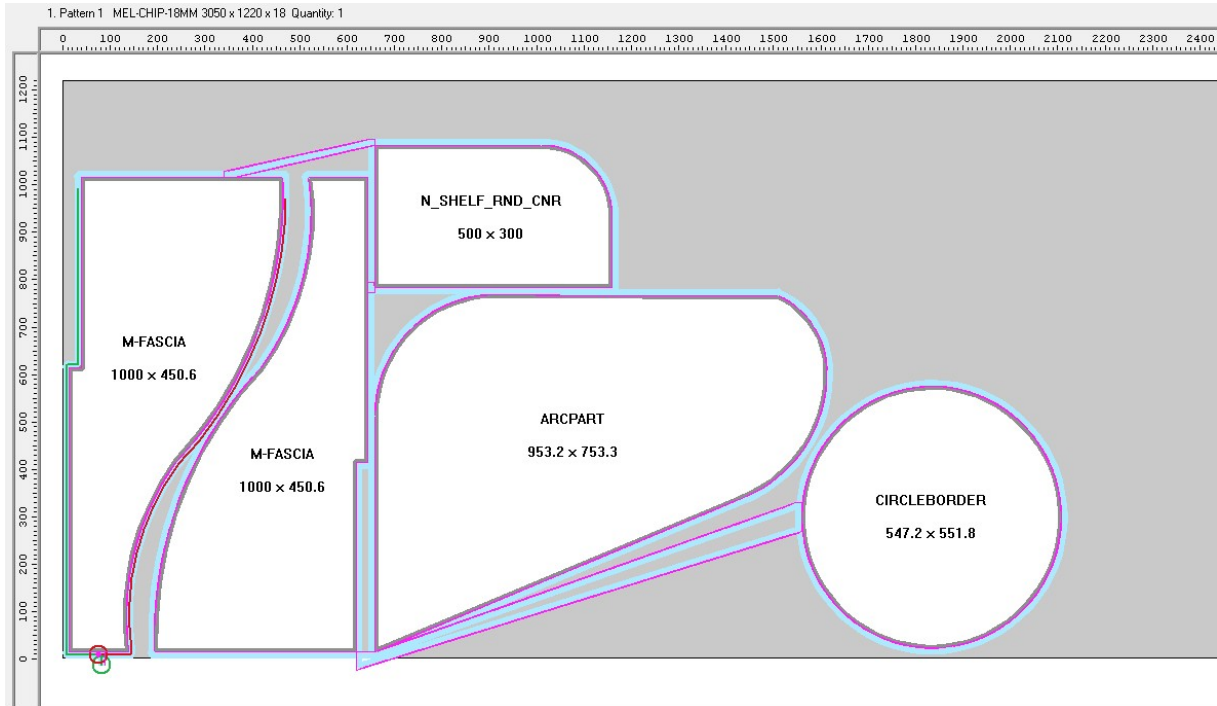 1. Pattern 1 MEL-CHIP-18MM 3050 x 1220 x 18 Quantity: 1
0 100 200 300 400 500 600 700 800 900 1000 1100 1200 1300 1400 1500 1600 1700 1800 1900 2000 2100 2200 2300 2400
1200
1100
1000
900
800
700
600
500
400
300
200
100
0
N_SHELF_RND_CNR
500 x 300
M-FASCIA
1000 x 450.6
ARCPART
953.2 x 753.3
M-FASCIA
1000 x 450.6
CIRCLEBORDER
547.2 x 551.8